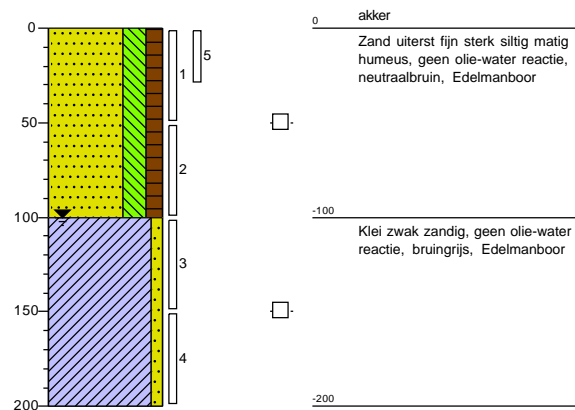 0
50
100
150
200
1
5
2
3
4
0
akker
Zand uiterst fijn sterk siltig matig
humeus, geen olie-water reactie,
neutraalbruin, Edelmanboor
-100
Klei zwak zandig, geen olie-water
reactie, bruingrijs, Edelmanboor
-200